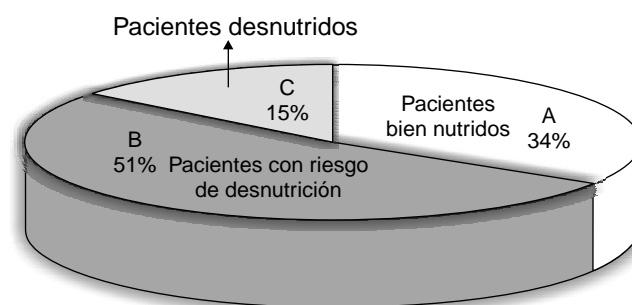 Pacientes desnutridos
C
15%
Pacientes
bien nutridos
A
34%
B
51%
Pacientes con riesgo
de desnutrición